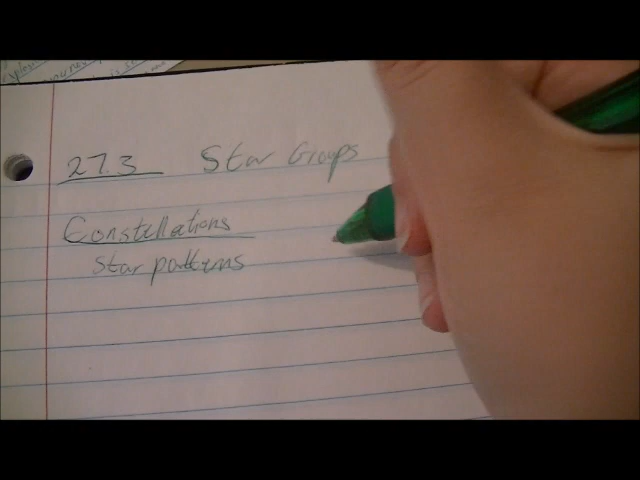 27.3 Star Groups
Constellations
Star patterns